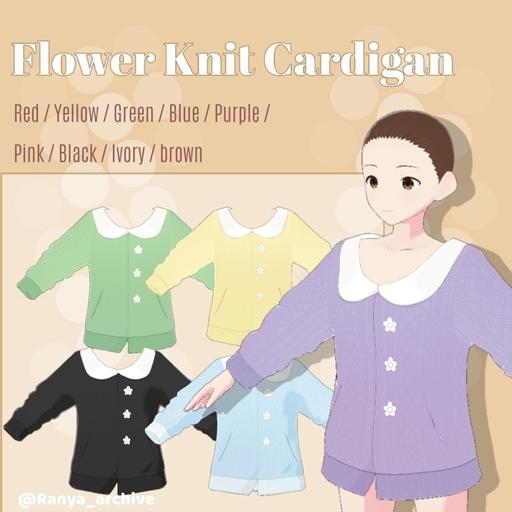 Flower Knit Cardigan
Red / Yellow / Green / Blue / Purple /
Pink / Black / Ivory / brown
@Ranya_archive